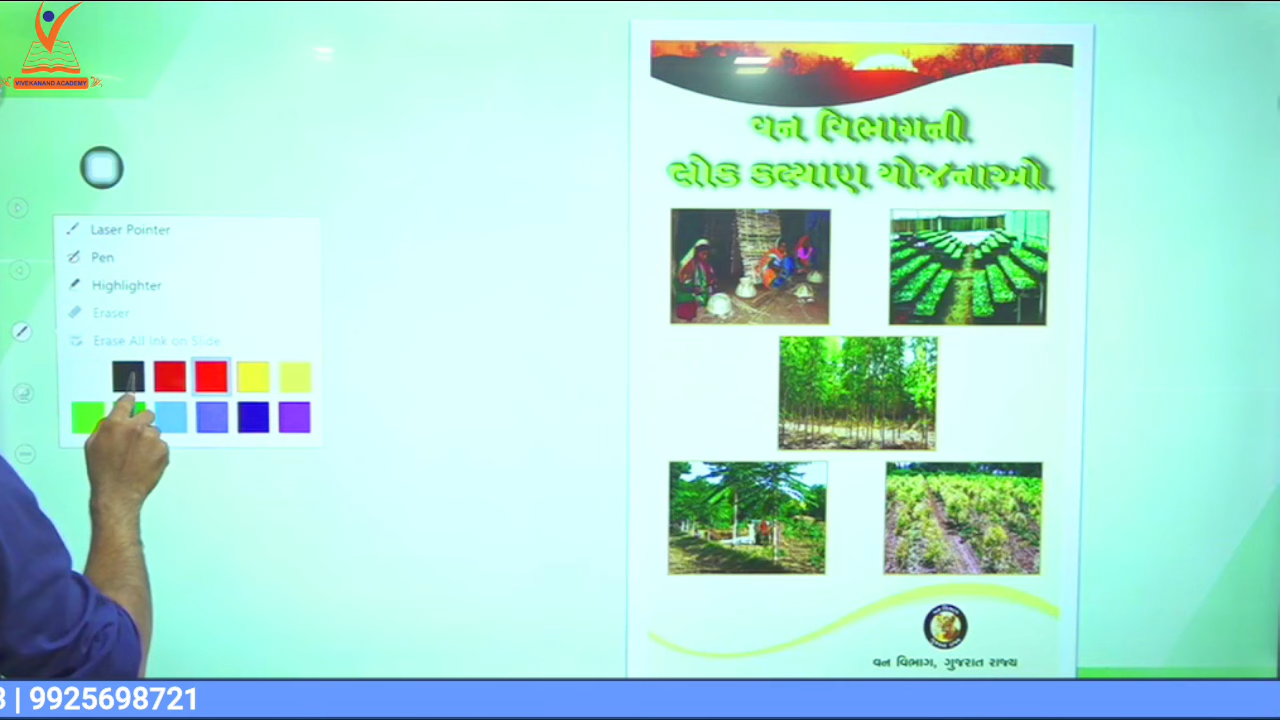 VIVEKANAND ACADEMY
Laser Pointer
Pen
Highlighter
Eraser
Erase All Ink on Slide
વન વિભાગની
લોક કલ્યાણ યોજનાઓ
વન વિભાગ, ગુજરાત રાજ્ય
3 | 9925698721